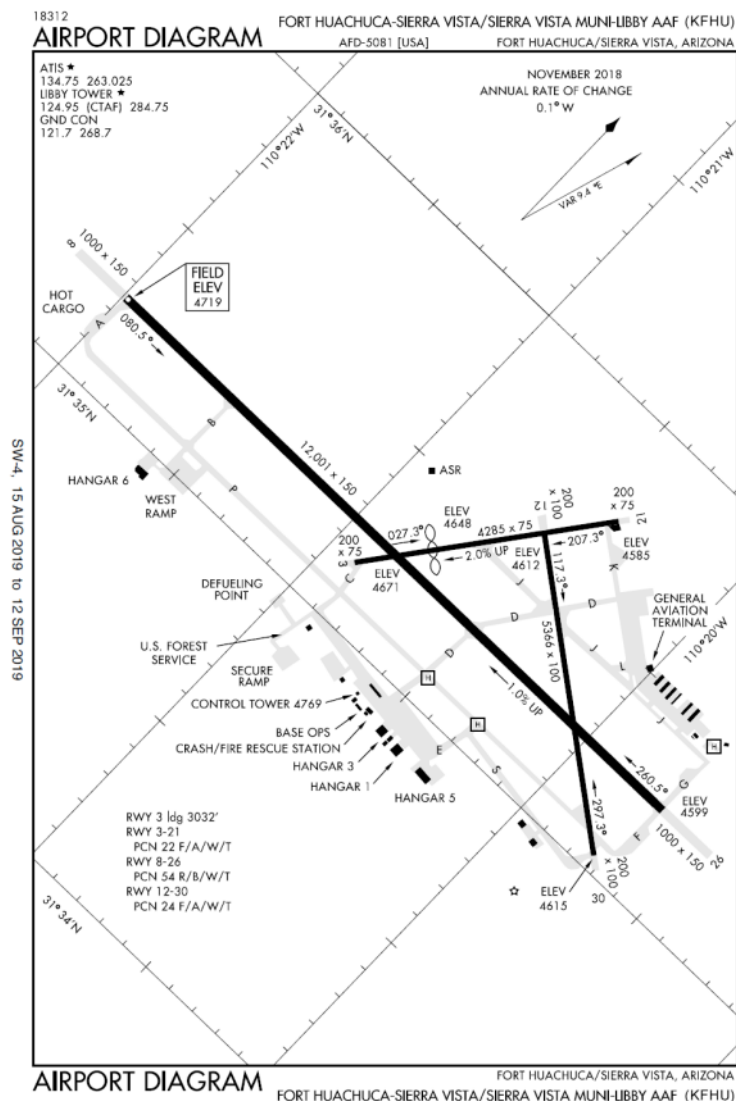 18312
AIRPORT DIAGRAM
AFD-5081 [USA]
FORT HUACHUCA-SIERRA VISTA/SIERRA VISTA MUNI-LIBBY AAF (KFHU)
FORT HUACHUCA/SIERRA VISTA, ARIZONA
ATIS ★
134.75 263.025
LIBBY TOWER ★
124.95 (CTAF) 284.75
GND CON
121.7 268.7
NOVEMBER 2018
ANNUAL RATE OF CHANGE
0.1° W
VAR 9.4 °E
31° 36'N
110° 22'W
110° 21'W
8
1000 x 150
FIELD
ELEV
4719
HOT
CARGO
A
080.5°
31° 35'N
B
P
12,001 x 150
HANGAR 6
WEST
RAMP
ASR
200
x 75
3
C
027.3°
ELEV
4648
4285 x 75
2.0% UP
ELEV
4671
12
200
x 100
200
x 75
21
ELEV
4612
207.3°
ELEV
4585
117.3°
K
J
D
D
J
L
J
5366 x 100
GENERAL
AVIATION
TERMINAL
110° 20'W
DEFUELING
POINT
U.S. FOREST
SERVICE
SECURE
RAMP
D
H
1.0% UP
CONTROL TOWER 4769
BASE OPS
CRASH/FIRE RESCUE STATION
HANGAR 3
HANGAR 1
HANGAR 5
H
E
S
H
G
260.5°
ELEV
4599
F
1000 x 150
26
297.3°
200
x 100
30
ELEV
4615
RWY 3 ldg 3032'
RWY 3-21
PCN 22 F/A/W/T
RWY 8-26
PCN 54 R/B/W/T
RWY 12-30
PCN 24 F/A/W/T
31° 34'N
SW-4, 15 AUG 2019 to 12 SEP 2019
AIRPORT DIAGRAM
FORT HUACHUCA/SIERRA VISTA, ARIZONA
FORT HUACHUCA-SIERRA VISTA/SIERRA VISTA MUNI-LIBBY AAF (KFHU)